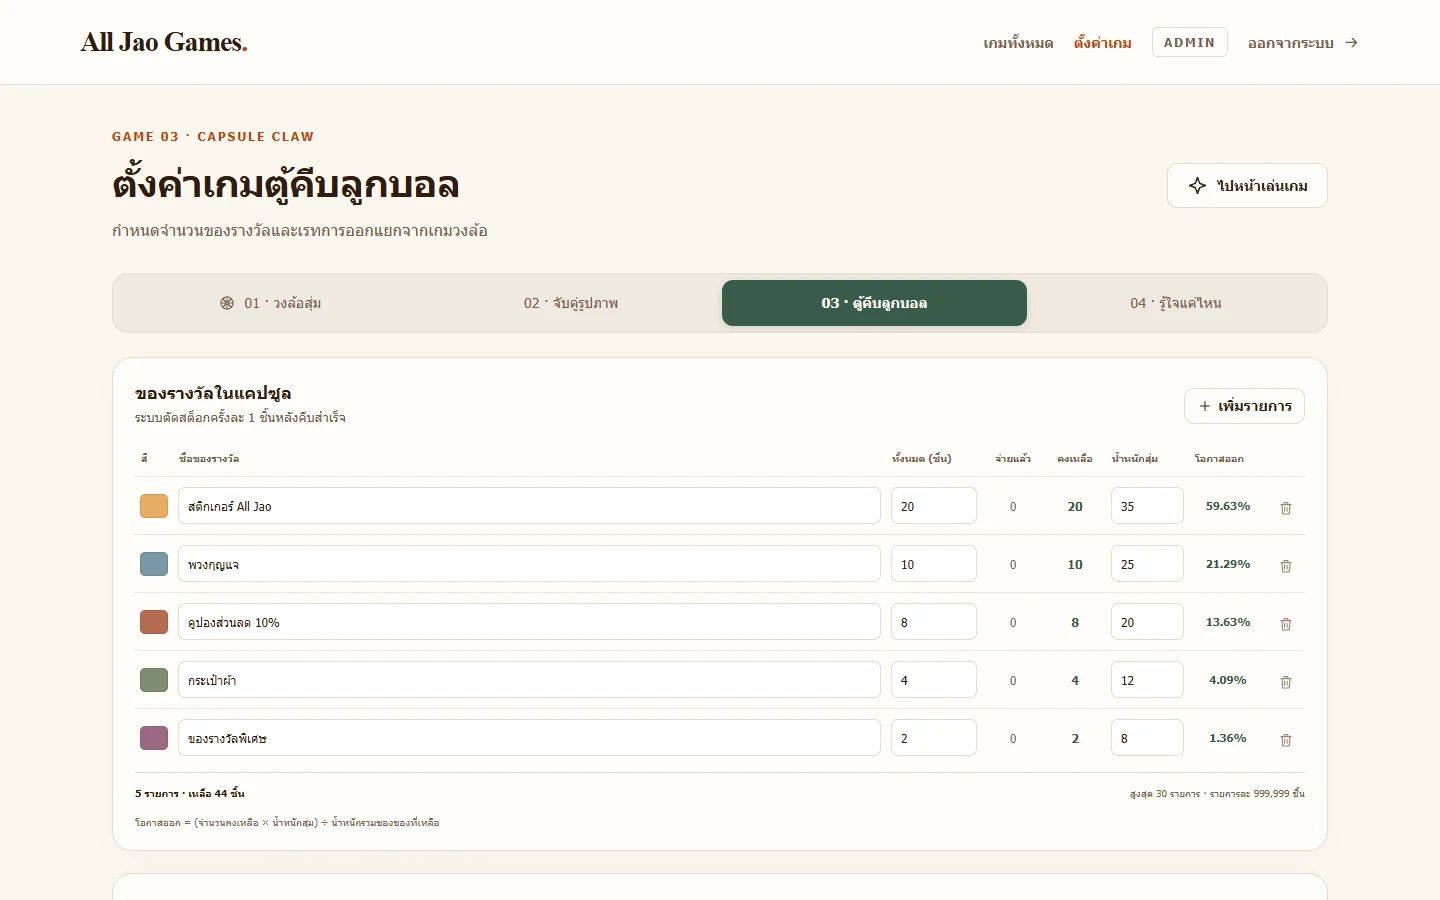 All Jao Games.
เกมทั้งหมด ตั้งค่าเกม ADMIN ออกจากระบบ →
GAME 03 · CAPSULE CLAW
ตั้งค่าเกมตู้คีบลูกบอล
ไปหน้าเล่นเกม
กำหนดจำนวนของรางวัลและเรทการออกแยกจากเกมวงล้อ
01 · วงล้อสุ่ม 02 · จับคู่รูปภาพ 03 · ตู้คีบลูกบอล 04 · รู้ใจแค่ไหน
ของรางวัลในแคปซูล
ระบบตัดสต็อกครั้งละ 1 ชิ้นหลังคีบสำเร็จ
+ เพิ่มรายการ
สี ชื่อของรางวัล ทั้งหมด (ชิ้น) จ่ายแล้ว คงเหลือ น้ำหนักสุ่ม โอกาสออก
สติกเกอร์ All Jao 20 0 20 35 59.63%
พวงกุญแจ 10 0 10 25 21.29%
คูปองส่วนลด 10% 8 0 8 20 13.63%
กระเป๋าผ้า 4 0 4 12 4.09%
ของรางวัลพิเศษ 2 0 2 8 1.36%
5 รายการ · เหลือ 44 ชิ้น สูงสุด 30 รายการ · รายการละ 999,999 ชิ้น
โอกาสออก = (จำนวนคงเหลือ × น้ำหนักสุ่ม) ÷ น้ำหนักรวมของของที่เหลือ